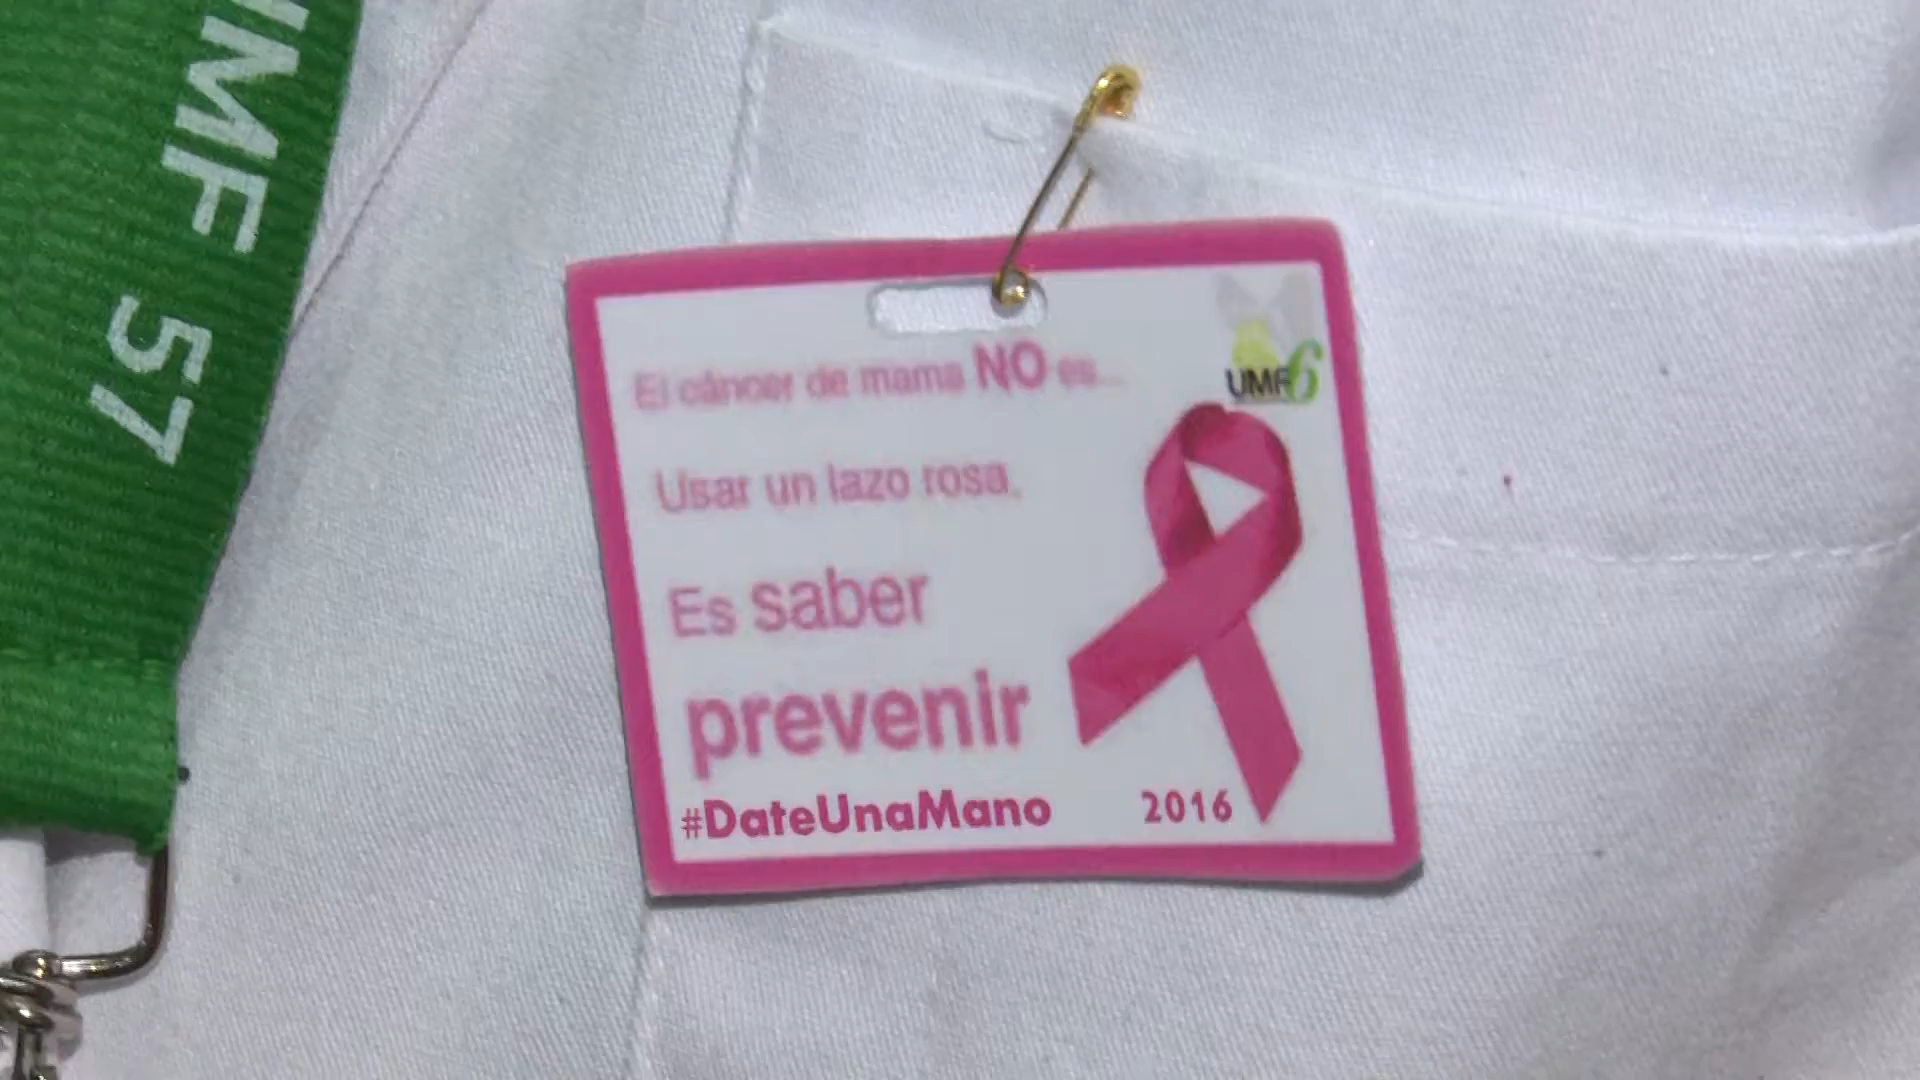 UMF 57
El cáncer de mama NO es...
UMF6
Usar un lazo rosa,
Es saber
prevenir
#DateUnaMano 2016